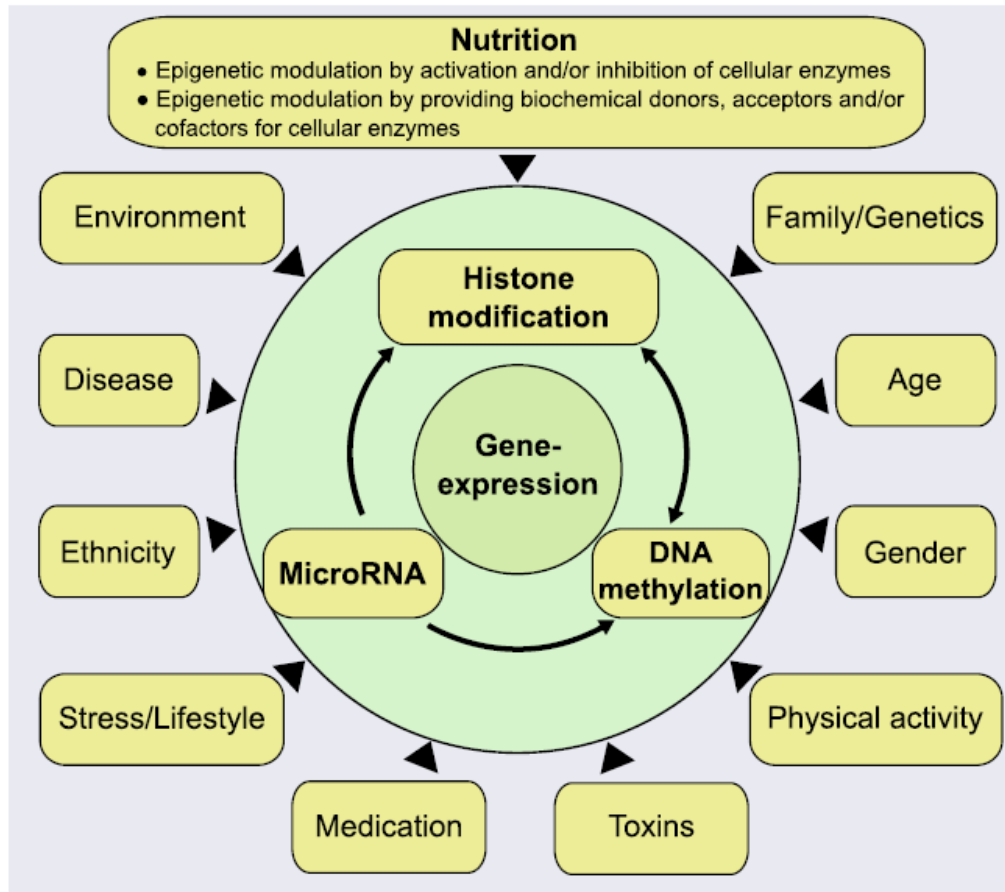 Nutrition
● Epigenetic modulation by activation and/or inhibition of cellular enzymes
● Epigenetic modulation by providing biochemical donors, acceptors and/or
cofactors for cellular enzymes
Environment
Family/Genetics
Histone
modification
Disease
Age
Gene-
expression
Ethnicity
MicroRNA
DNA
methylation
Gender
Stress/Lifestyle
Physical activity
Medication
Toxins